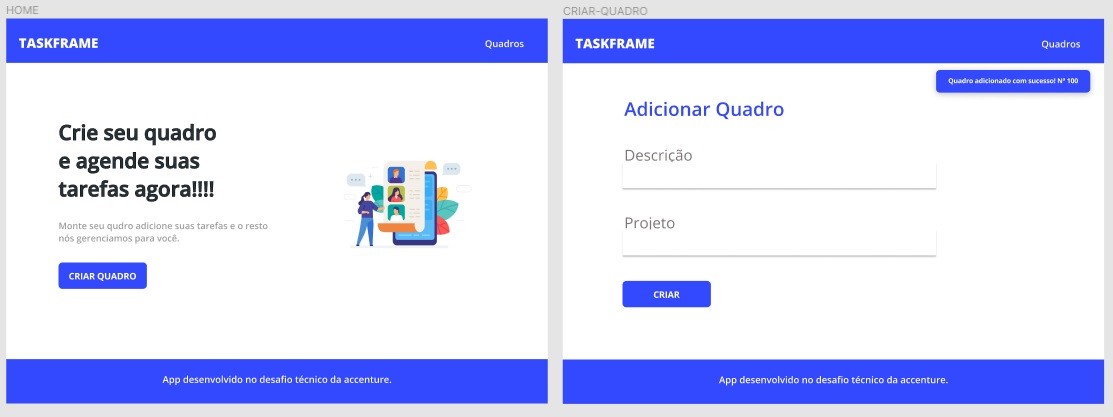 HOME
TASKFRAME
Quadros
Crie seu quadro
e agende suas
tarefas agora!!!!
Monte seu qudro adicione suas tarefas e o resto
nós gerenciamos para você.
CRIAR QUADRO
App desenvolvido no desafio técnico da accenture.
CRIAR-QUADRO
TASKFRAME
Quadros
Quadro adicionado com sucesso! Nº 100
Adicionar Quadro
Descrição
Projeto
CRIAR
App desenvolvido no desafio técnico da accenture.